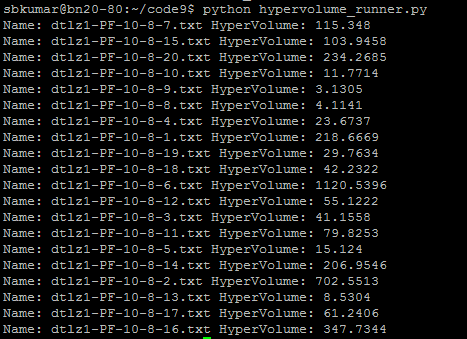 sbkumar@bn20-80:~/code9$ python hypervolume_runner.py
Name: dtlz1-PF-10-8-7.txt HyperVolume: 115.348
Name: dtlz1-PF-10-8-15.txt HyperVolume: 103.9458
Name: dtlz1-PF-10-8-20.txt HyperVolume: 234.2685
Name: dtlz1-PF-10-8-10.txt HyperVolume: 11.7714
Name: dtlz1-PF-10-8-9.txt HyperVolume: 3.1305
Name: dtlz1-PF-10-8-8.txt HyperVolume: 4.1141
Name: dtlz1-PF-10-8-4.txt HyperVolume: 23.6737
Name: dtlz1-PF-10-8-1.txt HyperVolume: 218.6669
Name: dtlz1-PF-10-8-19.txt HyperVolume: 29.7634
Name: dtlz1-PF-10-8-18.txt HyperVolume: 42.2322
Name: dtlz1-PF-10-8-6.txt HyperVolume: 1120.5396
Name: dtlz1-PF-10-8-12.txt HyperVolume: 55.1222
Name: dtlz1-PF-10-8-3.txt HyperVolume: 41.1558
Name: dtlz1-PF-10-8-11.txt HyperVolume: 79.8253
Name: dtlz1-PF-10-8-5.txt HyperVolume: 15.124
Name: dtlz1-PF-10-8-14.txt HyperVolume: 206.9546
Name: dtlz1-PF-10-8-2.txt HyperVolume: 702.5513
Name: dtlz1-PF-10-8-13.txt HyperVolume: 8.5304
Name: dtlz1-PF-10-8-17.txt HyperVolume: 61.2406
Name: dtlz1-PF-10-8-16.txt HyperVolume: 347.7344